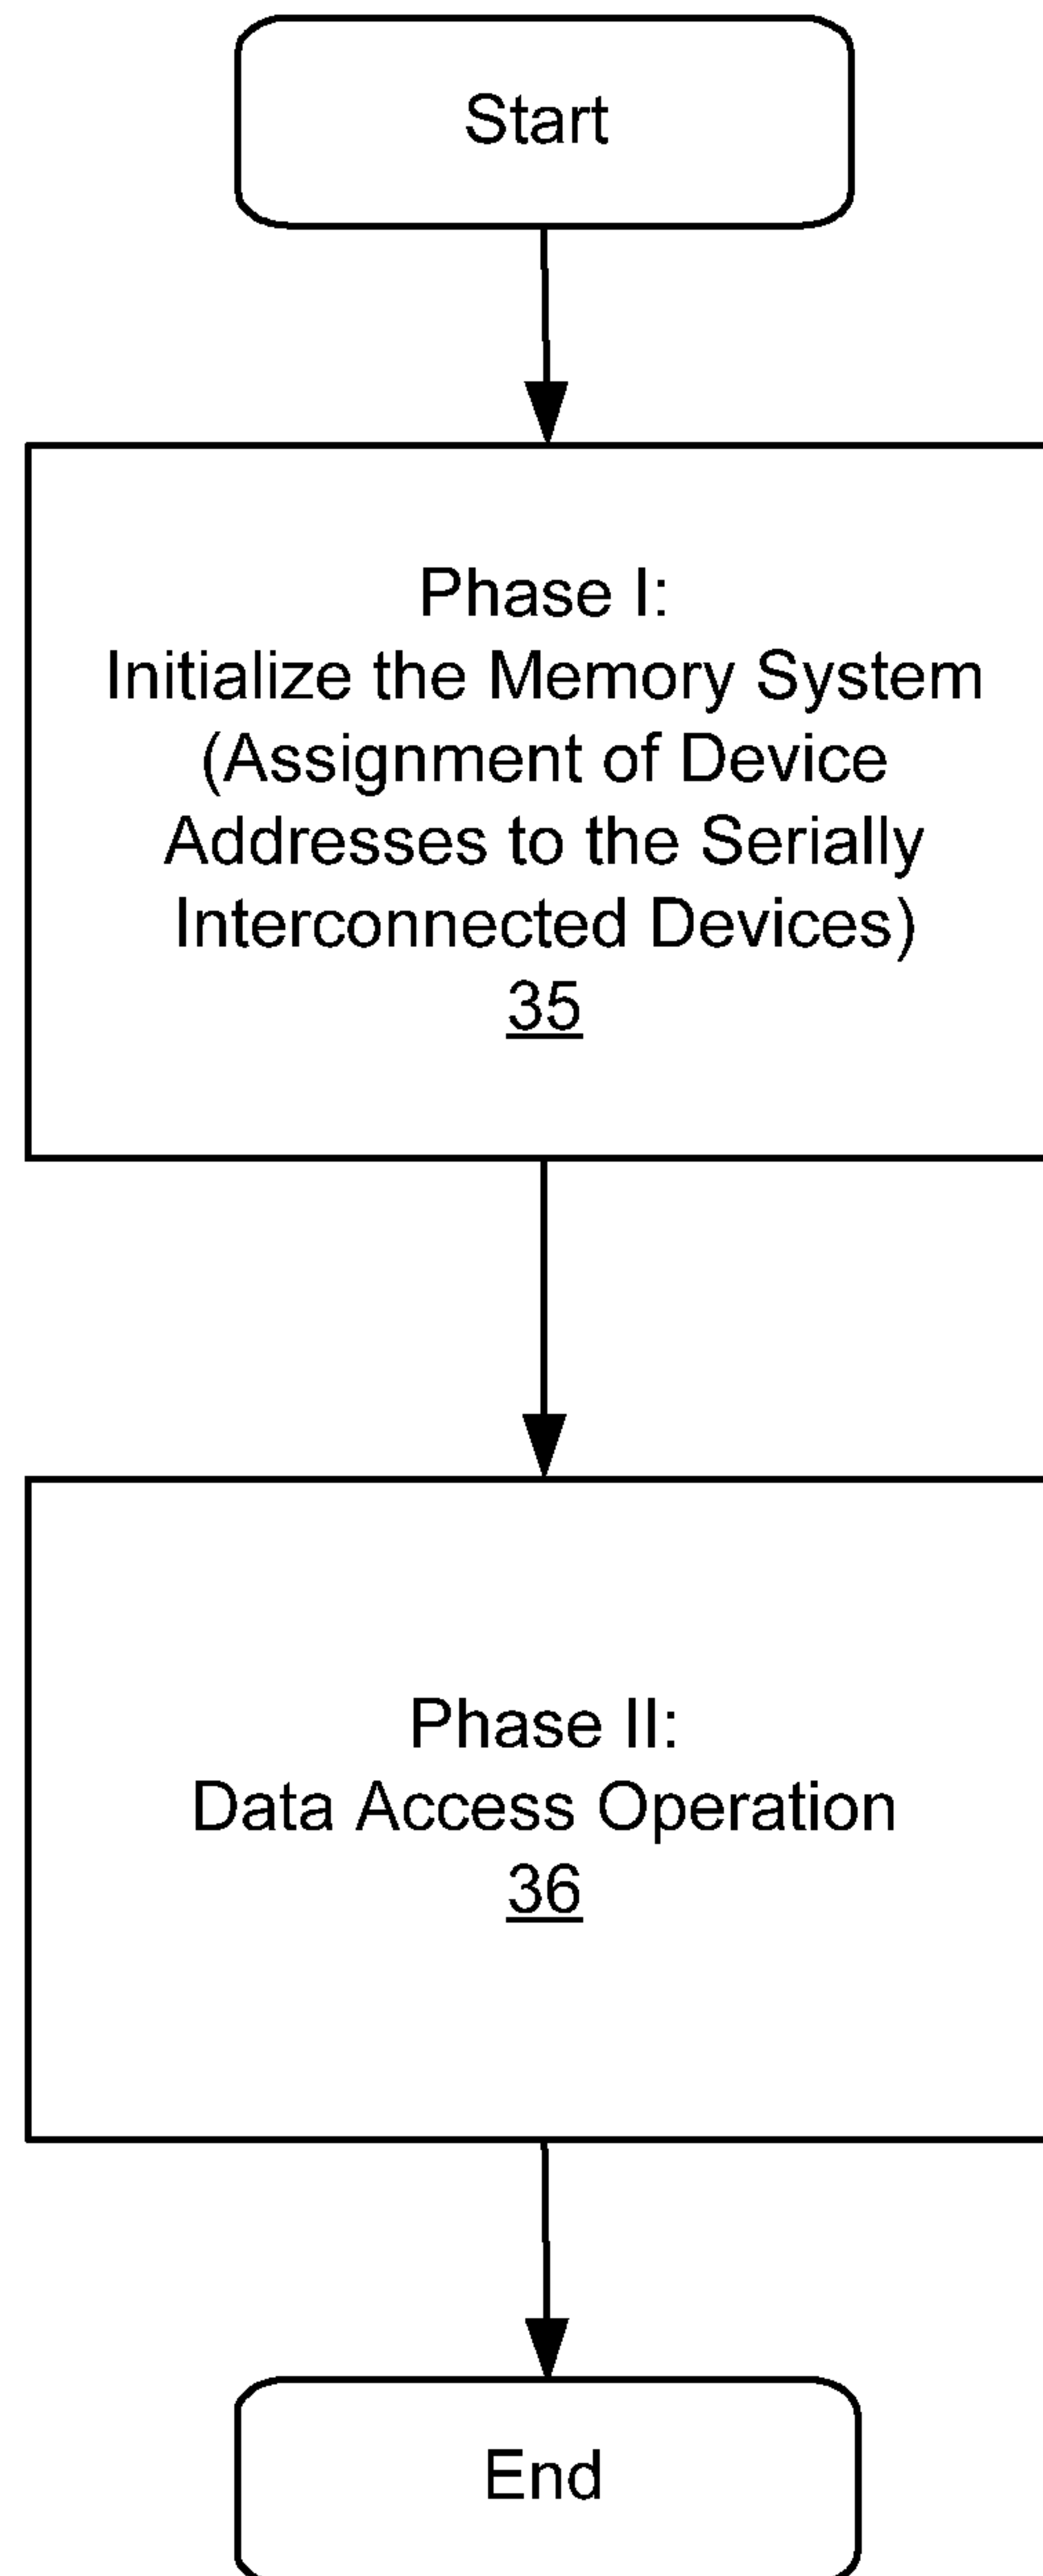 Start
Phase I:
Initialize the Memory System
(Assignment of Device
Addresses to the Serially
Interconnected Devices)
35
Phase II:
Data Access Operation
36
End